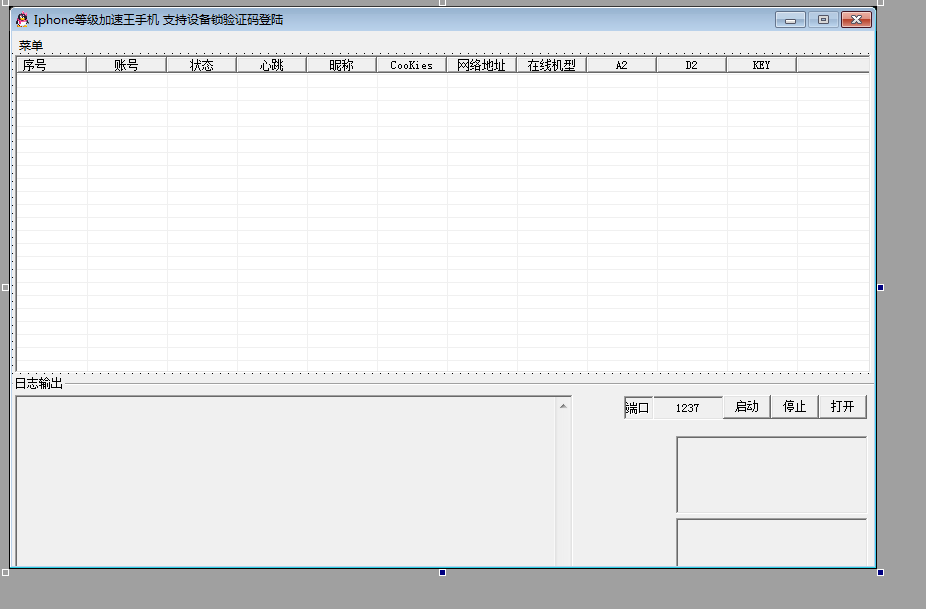 Iphone等级加速王手机 支持设备锁验证码登陆
菜单
序号 账号 状态 心跳 昵称 CooKies 网络地址 在线机型 A2 D2 KEY
日志输出
端口 1237 启动 停止 打开